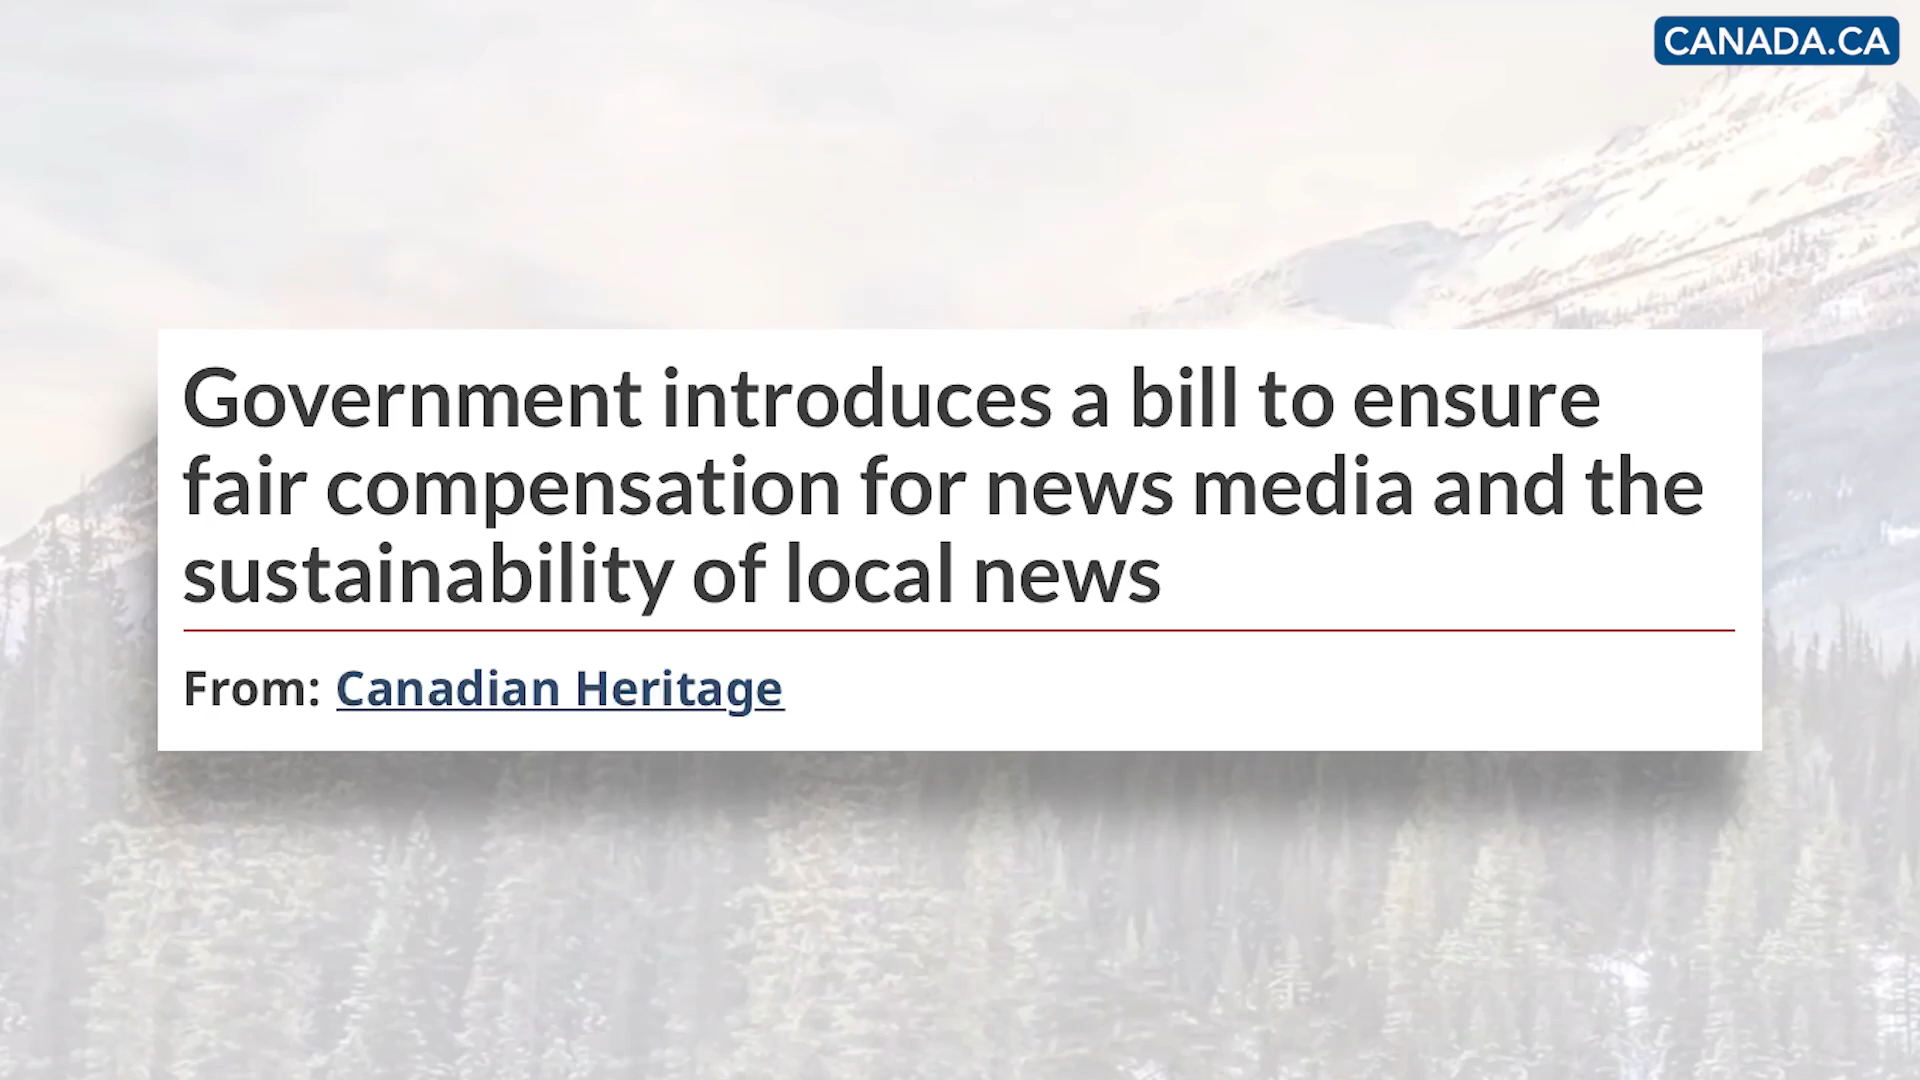 CANADA.CA
Government introduces a bill to ensure
fair compensation for news media and the
sustainability of local news
From: Canadian Heritage